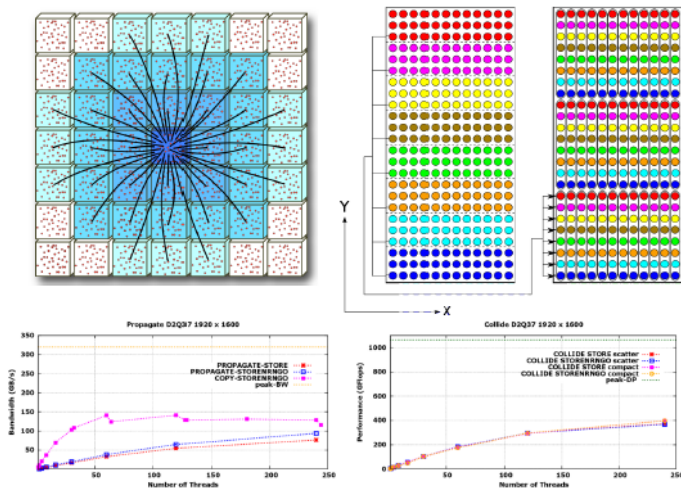 Y
X
Propagate D2Q37 1920 x 1600
Bandwidth (GB/s)
350
300
250
200
150
100
50
0
50
100
150
200
250
Number of Threads
PROPAGATE-STORE
PROPAGATE-STORENRNGO
COPY-STORENRNGO
peak-BW
Collide D2Q37 1920 x 1600
Performance (GFlops)
1000
800
600
400
200
0
50
100
150
200
250
Number of Threads
COLLIDE STORE scatter
COLLIDE STORENRNGO scatter
COLLIDE STORE compact
COLLIDE STORENRNGO compact
peak-DP